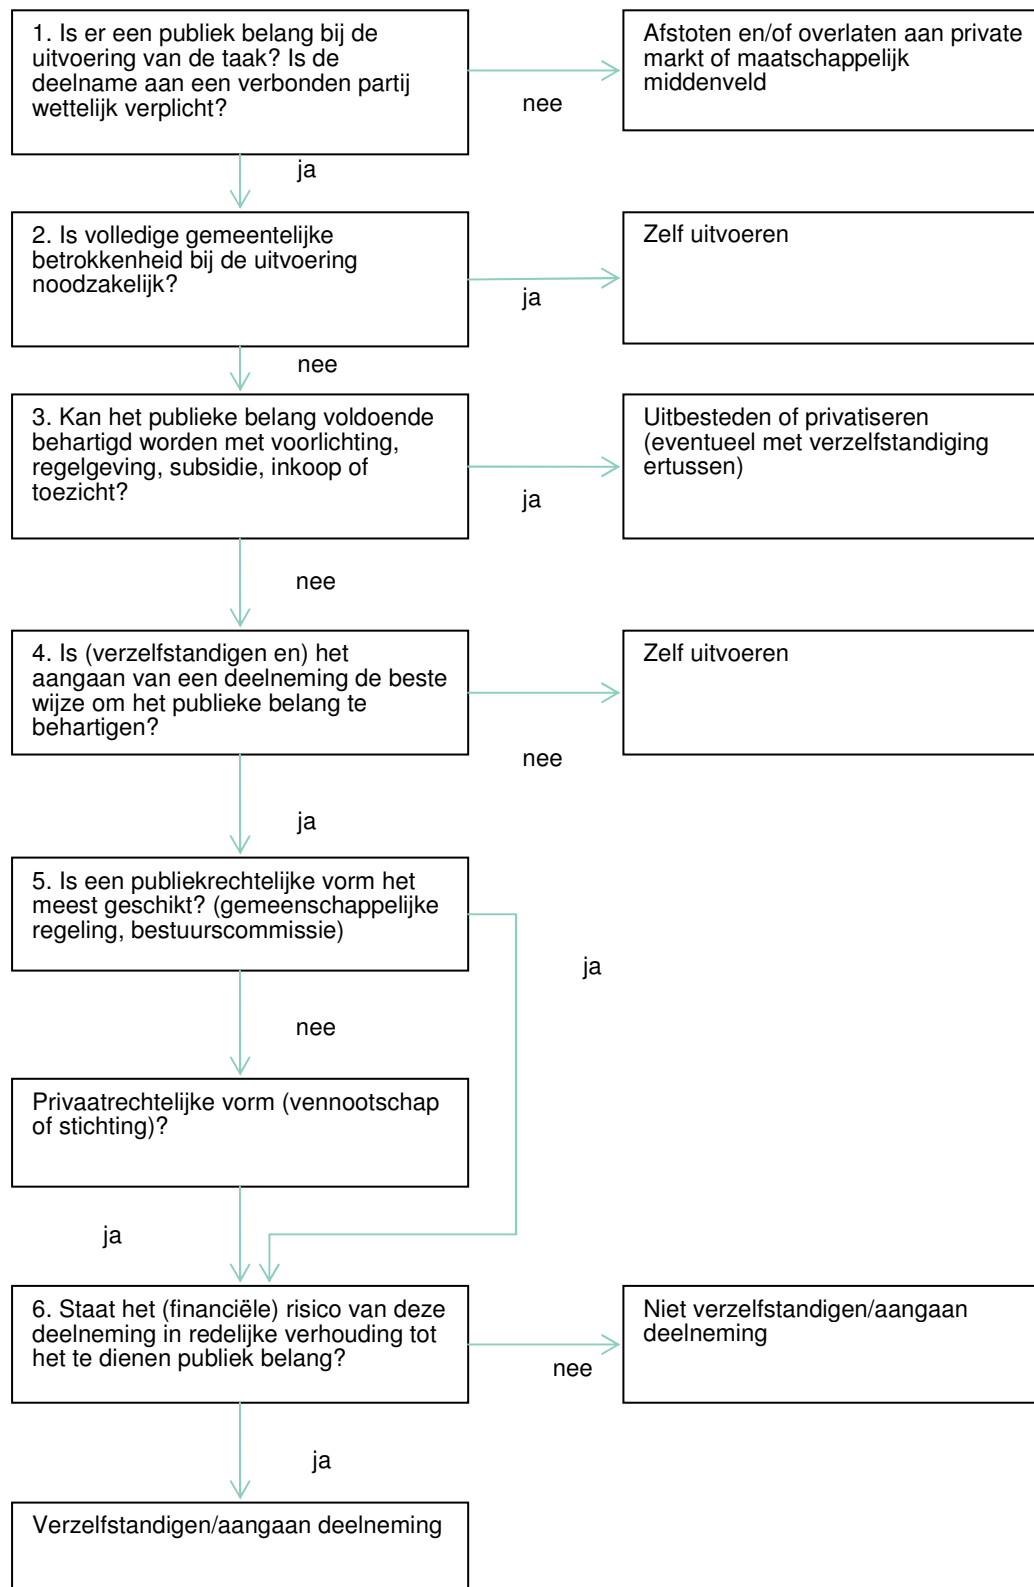 1. Is er een publiek belang bij de
uitvoering van de taak? Is de
deelname aan een verbonden partij
wettelijk verplicht?
nee
Afstoten en/of overlaten aan private
markt of maatschappelijk
middenveld
ja
2. Is volledige gemeentelijke
betrokkenheid bij de uitvoering
noodzakelijk?
ja
Zelf uitvoeren
nee
3. Kan het publieke belang voldoende
behartigd worden met voorlichting,
regelgeving, subsidie, inkoop of
toezicht?
ja
Uitbesteden of privatiseren
(eventueel met verzelfstandiging
ertussen)
nee
4. Is (verzelfstandigen en) het
aangaan van een deelneming de beste
wijze om het publieke belang te
behartigen?
nee
Zelf uitvoeren
ja
5. Is een publiekrechtelijke vorm het
meest geschikt? (gemeenschappelijke
regeling, bestuurscommissie)
ja
nee
Privaatrechtelijke vorm (vennootschap
of stichting)?
ja
6. Staat het (financiële) risico van deze
deelneming in redelijke verhouding tot
het te dienen publiek belang?
nee
Niet verzelfstandigen/aangaan
deelneming
ja
Verzelfstandigen/aangaan deelneming